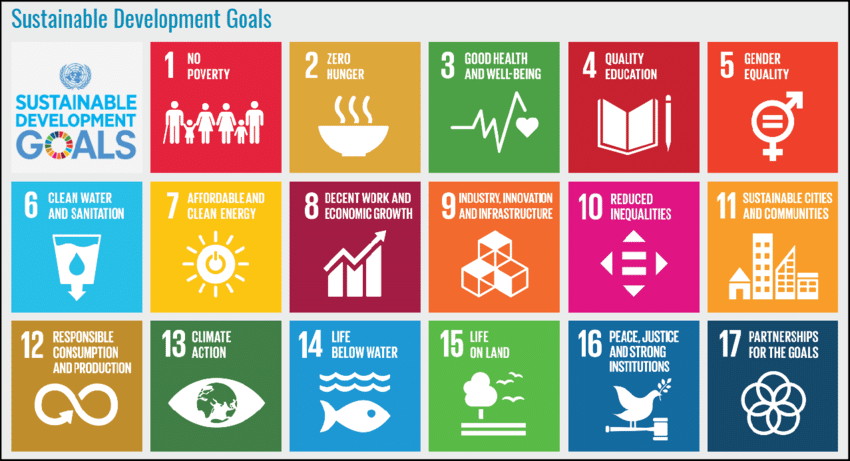 Sustainable Development Goals
SUSTAINABLE
DEVELOPMENT
GOALS
1 NO
POVERTY
2 ZERO
HUNGER
3 GOOD HEALTH
AND WELL-BEING
4 QUALITY
EDUCATION
5 GENDER
EQUALITY
6 CLEAN WATER
AND SANITATION
7 AFFORDABLE AND
CLEAN ENERGY
8 DECENT WORK AND
ECONOMIC GROWTH
9 INDUSTRY, INNOVATION
AND INFRASTRUCTURE
10 REDUCED
INEQUALITIES
11 SUSTAINABLE CITIES
AND COMMUNITIES
12 RESPONSIBLE
CONSUMPTION
AND PRODUCTION
13 CLIMATE
ACTION
14 LIFE
BELOW WATER
15 LIFE
ON LAND
16 PEACE, JUSTICE
AND STRONG
INSTITUTIONS
17 PARTNERSHIPS
FOR THE GOALS